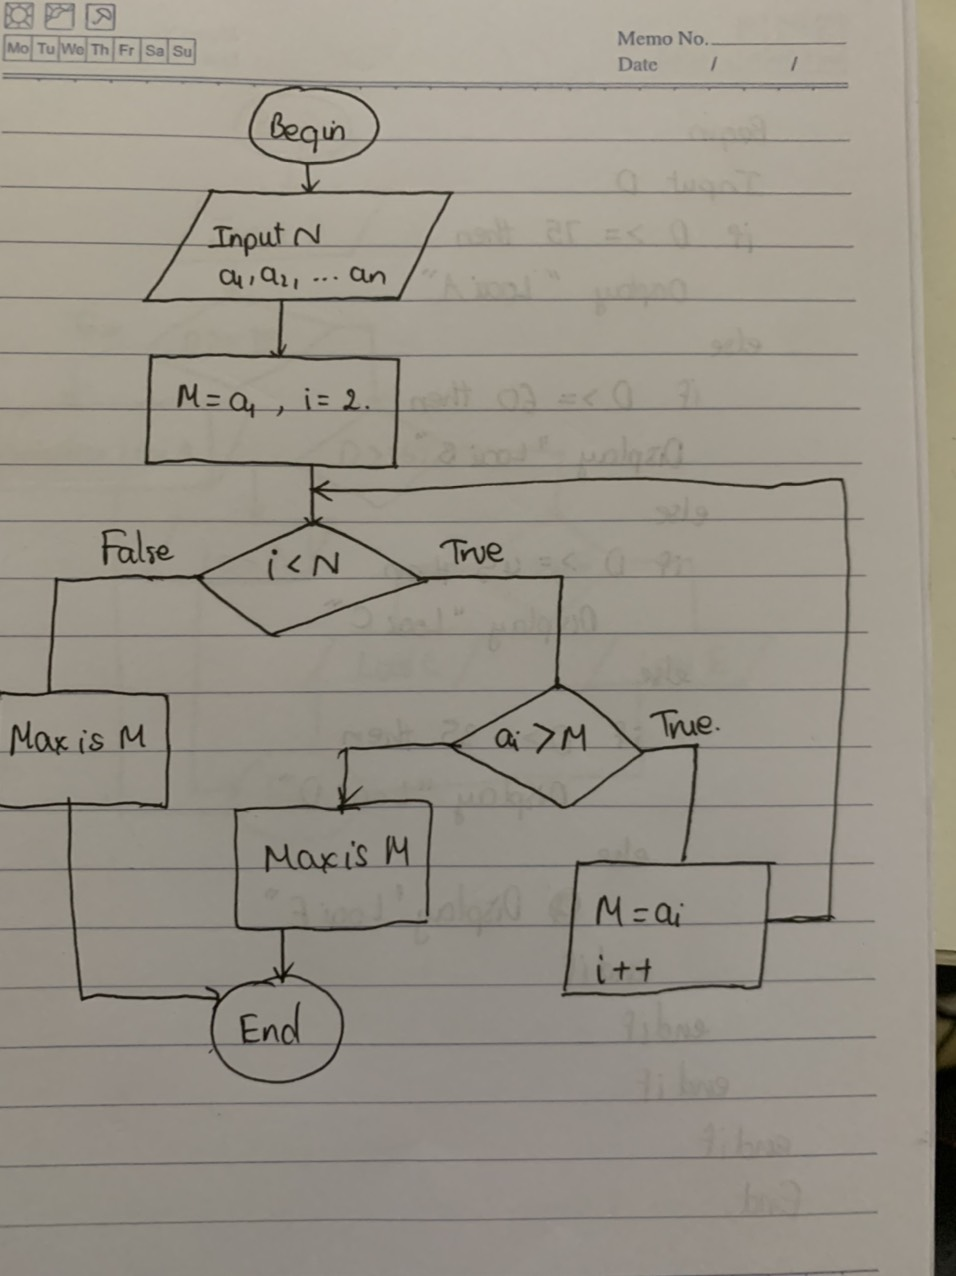 Mo Tu We Th Fr Sa Su
Memo No.
Date / /
Begin
Input N
a1, a2, ... an
M = a1 , i = 2.
False
i < N
True
Max is M
ai > M
True.
Max is M
M = ai
i++
End